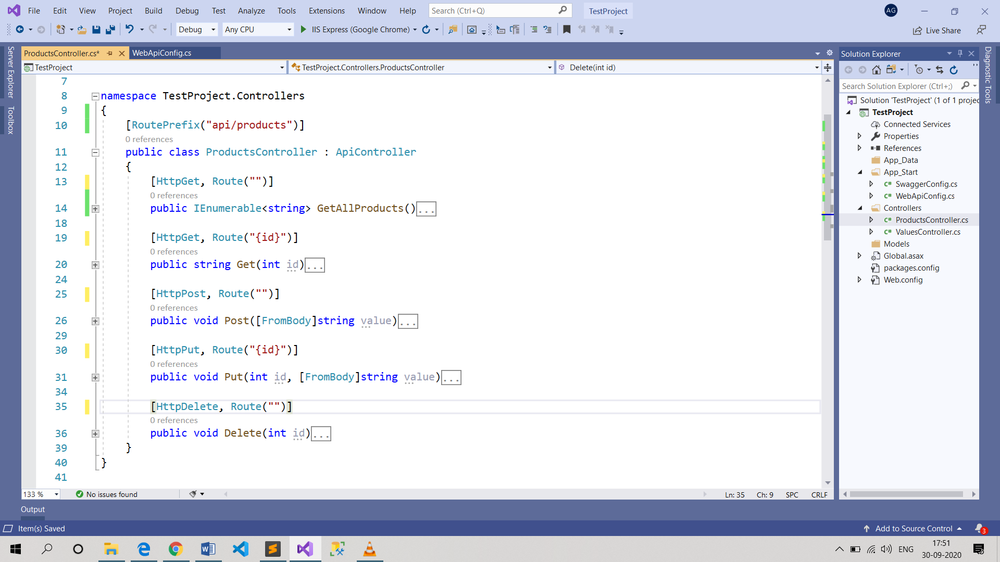 File Edit View Project Build Debug Test Analyze Tools Extensions Window Help Search (Ctrl+Q) TestProject AG
Debug Any CPU IIS Express (Google Chrome) Live Share
Server Explorer
Toolbox
ProductsController.cs* WebApiConfig.cs
TestProject TestProject.Controllers.ProductsController Delete(int id)
7
8 namespace TestProject.Controllers
9 {
10 [RoutePrefix("api/products")]
0 references
11 public class ProductsController : ApiController
12 {
13 [HttpGet, Route("")]
0 references
14 public IEnumerable<string> GetAllProducts()...
18
19 [HttpGet, Route("{id}")]
0 references
20 public string Get(int id)...
24
25 [HttpPost, Route("")]
0 references
26 public void Post([FromBody]string value)...
29
30 [HttpPut, Route("{id}")]
0 references
31 public void Put(int id, [FromBody]string value)...
34
35 [HttpDelete, Route("")]
0 references
36 public void Delete(int id)...
39 }
40 }
41
133 % No issues found Ln: 35 Ch: 9 SPC CRLF
Solution Explorer
Search Solution Explorer (Ctrl+;)
Solution 'TestProject' (1 of 1 projec
TestProject
Connected Services
Properties
References
App_Data
App_Start
C# SwaggerConfig.cs
C# WebApiConfig.cs
Controllers
C# ProductsController.cs
C# ValuesController.cs
Models
Global.asax
packages.config
Web.config
Diagnostic Tools
Output
Item(s) Saved Add to Source Control 3
ENG 17:51
30-09-2020